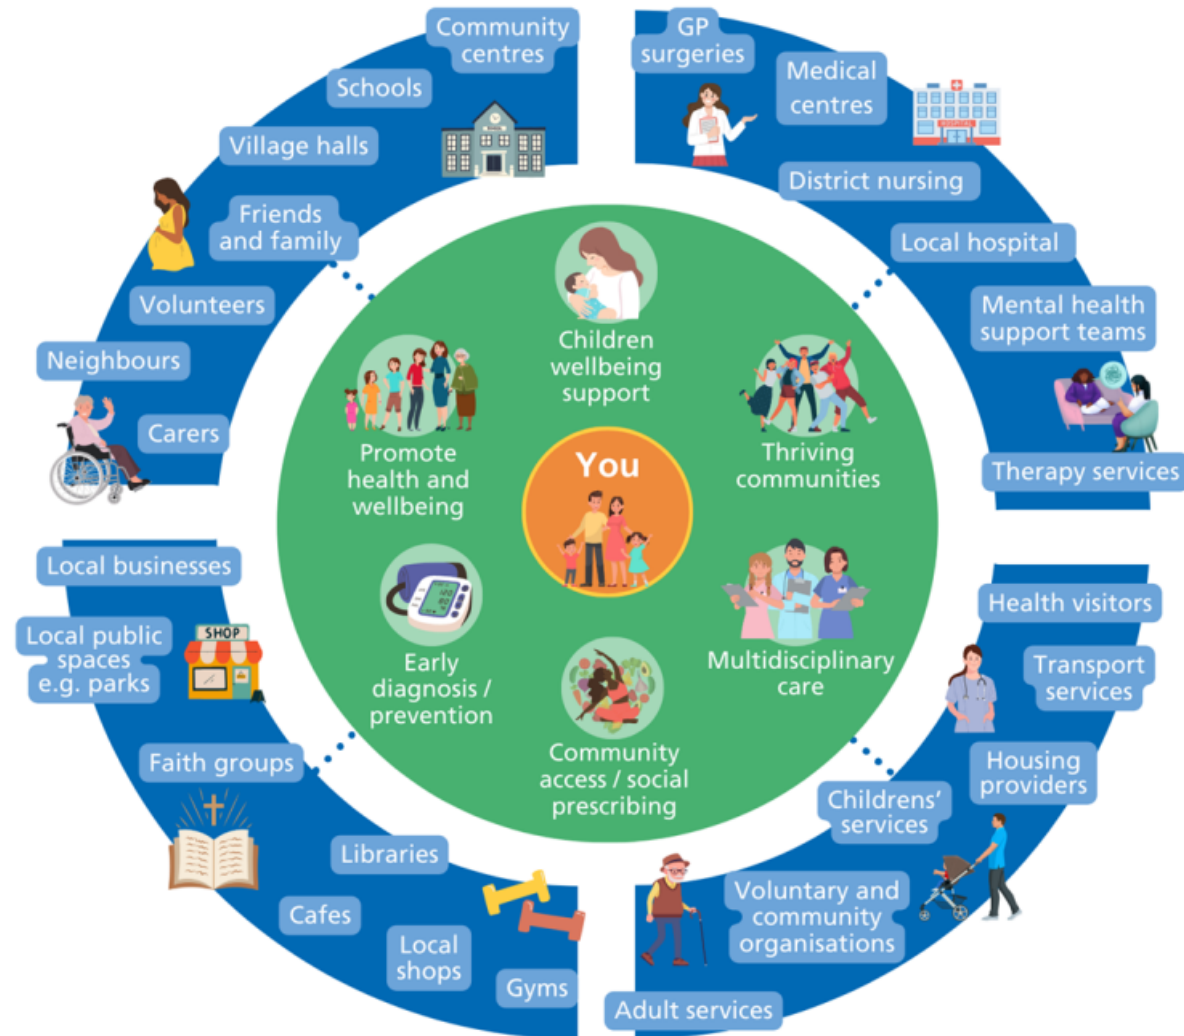 Community
centres
Schools
Village halls
Friends
and family
Volunteers
Neighbours
Carers
GP
surgeries
Medical
centres
HOSPITAL
District nursing
Local hospital
Mental health
support teams
Therapy services
Children
wellbeing
support
Promote
health and
wellbeing
You
Thriving
communities
Early
diagnosis /
prevention
Community
access / social
prescribing
Multidisciplinary
care
Local businesses
Local public
spaces
e.g. parks
SHOP
Faith groups
Libraries
Cafes
Local
shops
Gyms
Health visitors
Transport
services
Housing
providers
Childrens’
services
Voluntary and
community
organisations
Adult services